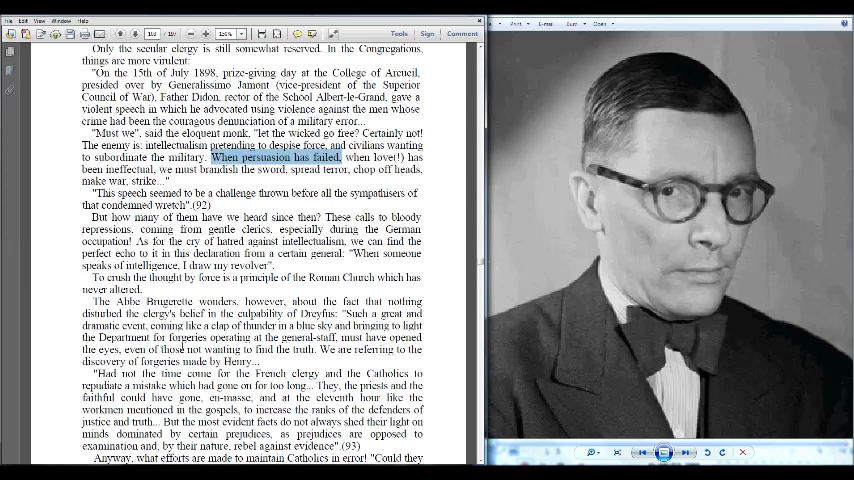 File Edit View Window Help
Print E-mail Burn Open
193 / 197 136% Tools Sign Comment
Only the secular clergy is still somewhat reserved. In the Congregations,
things are more virulent:
"On the 15th of July 1898, prize-giving day at the College of Arcueil,
presided over by Generalissimo Jamont (vice-president of the Superior
Council of War), Father Didon, rector of the School Albert-le-Grand, gave a
violent speech in which he advocated using violence against the men whose
crime had been the couragous denunciation of a military error...
"Must we", said the eloquent monk, "let the wicked go free? Certainly not!
The enemy is: intellectualism pretending to despise force, and civilians wanting
to subordinate the military. When persuasion has failed, when love(!) has
been ineffectual, we must brandish the sword, spread terror, chop off heads,
make war, strike..."
"This speech seemed to be a challenge thrown before all the sympathisers of
that condemned wretch".(92)
But how many of them have we heard since then? These calls to bloody
repressions, coming from gentle clerics, especially during the German
occupation! As for the cry of hatred against intellectualism, we can find the
perfect echo to it in this declaration from a certain general: "When someone
speaks of intelligence, I draw my revolver".
To crush the thought by force is a principle of the Roman Church which has
never altered.
The Abbe Brugerette wonders, however, about the fact that nothing
disturbed the clergy's belief in the culpability of Dreyfus: "Such a great and
dramatic event, coming like a clap of thunder in a blue sky and bringing to light
the Department for forgeries operating at the general-staff, must have opened
the eyes, even of those not wanting to find the truth. We are referring to the
discovery of forgeries made by Henry...
"Had not the time come for the French clergy and the Catholics to
repudiate a mistake which had gone on for too long... They, the priests and the
faithful could have gone, en-masse, and at the eleventh hour like the
workmen mentioned in the gospels, to increase the ranks of the defenders of
justice and truth... But the most evident facts do not always shed their light on
minds dominated by certain prejudices, as prejudices are opposed to
examination and, by their nature, rebel against evidence".(93)
Anyway, what efforts are made to maintain Catholics in error! "Could they